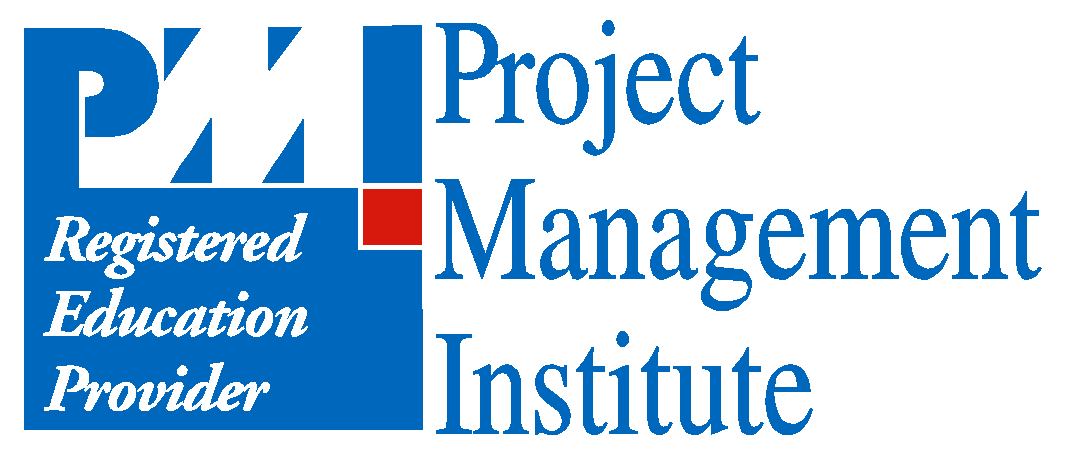 PMI
Registered
Education
Provider
Project
Management
Institute